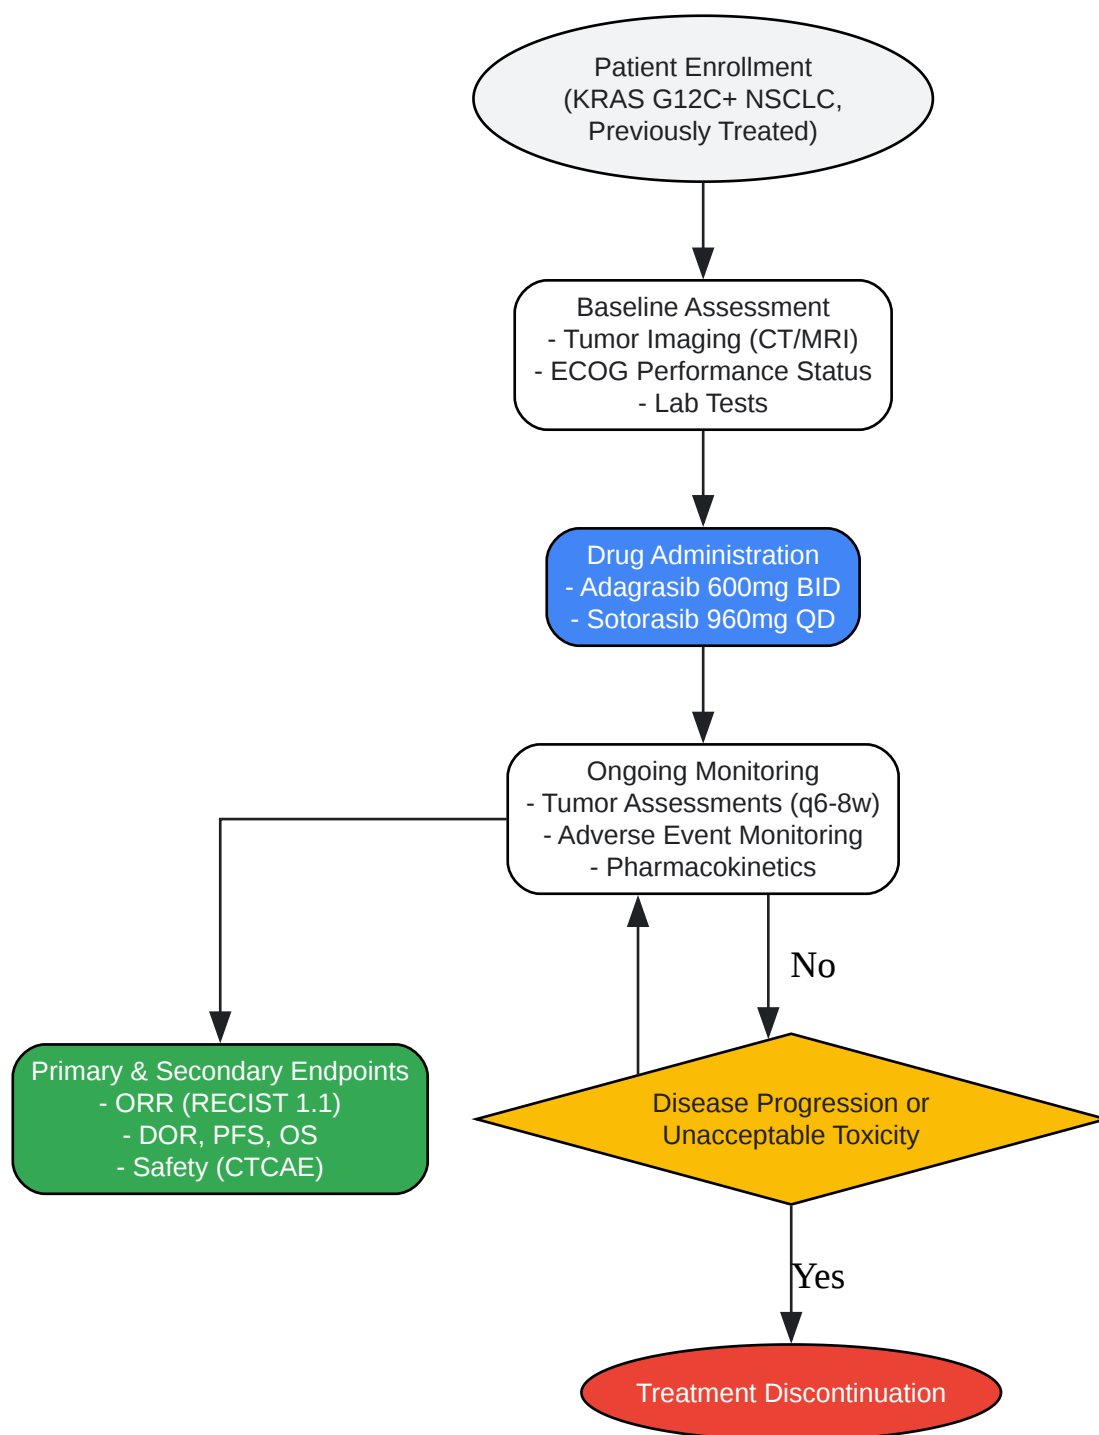 Patient Enrollment
(KRAS G12C+ NSCLC,
Previously Treated)
Baseline Assessment
- Tumor Imaging (CT/MRI)
- ECOG Performance Status
- Lab Tests
Drug Administration
- Adagrasib 600mg BID
- Sotorasib 960mg QD
Ongoing Monitoring
- Tumor Assessments (q6-8w)
- Adverse Event Monitoring
- Pharmacokinetics
No
Primary & Secondary Endpoints
- ORR (RECIST 1.1)
- DOR, PFS, OS
- Safety (CTCAE)
Disease Progression or
Unacceptable Toxicity
Yes
Treatment Discontinuation